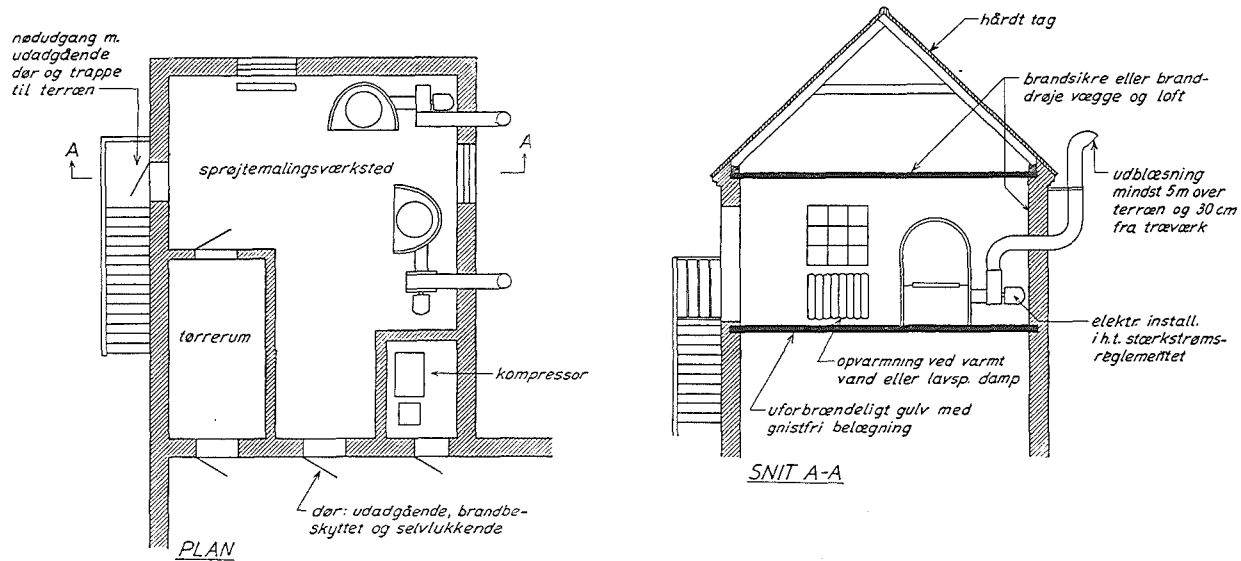 nødudgang m.
udadgående
dør og trappe
til terræn
A
A
sprøjtemalingsværksted
tørrerum
kompressor
dør: udadgående, brandbe-
skyttet og selvlukkende
PLAN
hårdt tag
brandsikre eller brand-
drøje vægge og loft
udblæsning
mindst 5m over
terræn og 30 cm
fra træværk
elektr. install.
i h.t. stærkstrøms-
reglementet
opvarmning ved varmt
vand eller lavsp. damp
uforbrændeligt gulv med
gnistfri belægning
SNIT A-A